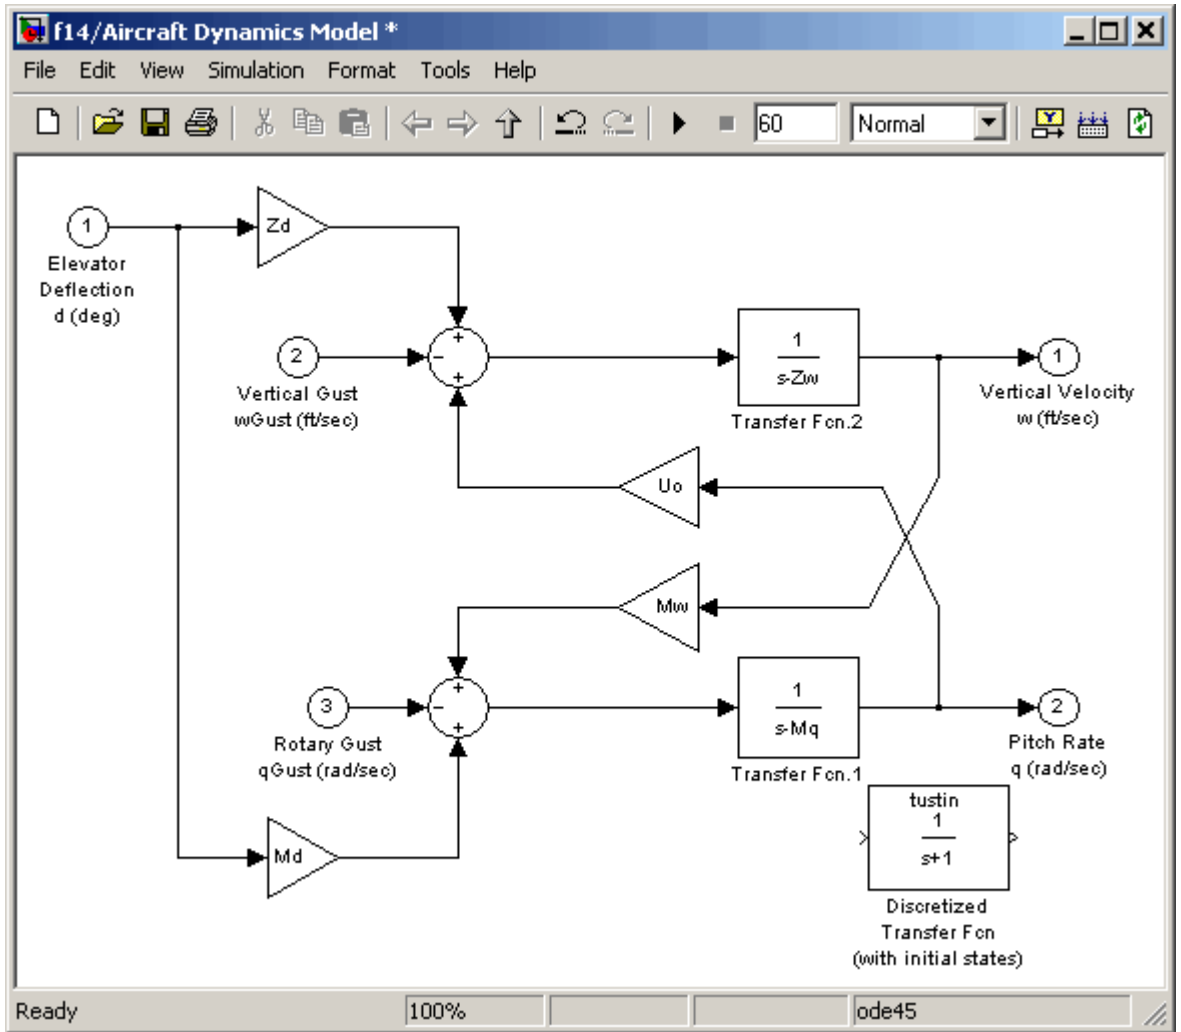 f14/Aircraft Dynamics Model *
File Edit View Simulation Format Tools Help
60 Normal
1
Elevator
Deflection
d (deg)
Zd
2
Vertical Gust
wGust (ft/sec)
+
-
+
1
s-Zw
Transfer Fcn.2
1
Vertical Velocity
w (ft/sec)
Uo
Mw
3
Rotary Gust
qGust (rad/sec)
+
-
+
1
s-Mq
Transfer Fcn.1
2
Pitch Rate
q (rad/sec)
Md
tustin
1
s+1
Discretized
Transfer Fcn
(with initial states)
Ready 100% ode45